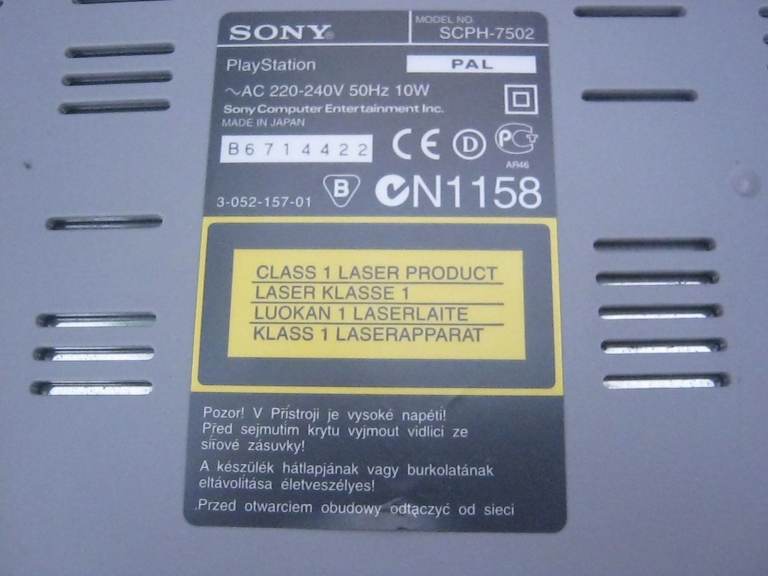 SONY®
MODEL NO.
SCPH-7502
PlayStation
PAL
~AC 220-240V 50Hz 10W
Sony Computer Entertainment Inc.
MADE IN JAPAN
B6714422
CE D PC
AR46
3-052-157-01 B N1158
CLASS 1 LASER PRODUCT
LASER KLASSE 1
LUOKAN 1 LASERLAITE
KLASS 1 LASERAPPARAT
Pozor! V Přístroji je vysoké napětí!
Před sejmutim krytu vyjmout vidlici ze
síťové zásuvky!
A készülék hátlapjának vagy burkolatának
eltávolítása életveszélyes!
Przed otwarciem obudowy odłączyć od sieci